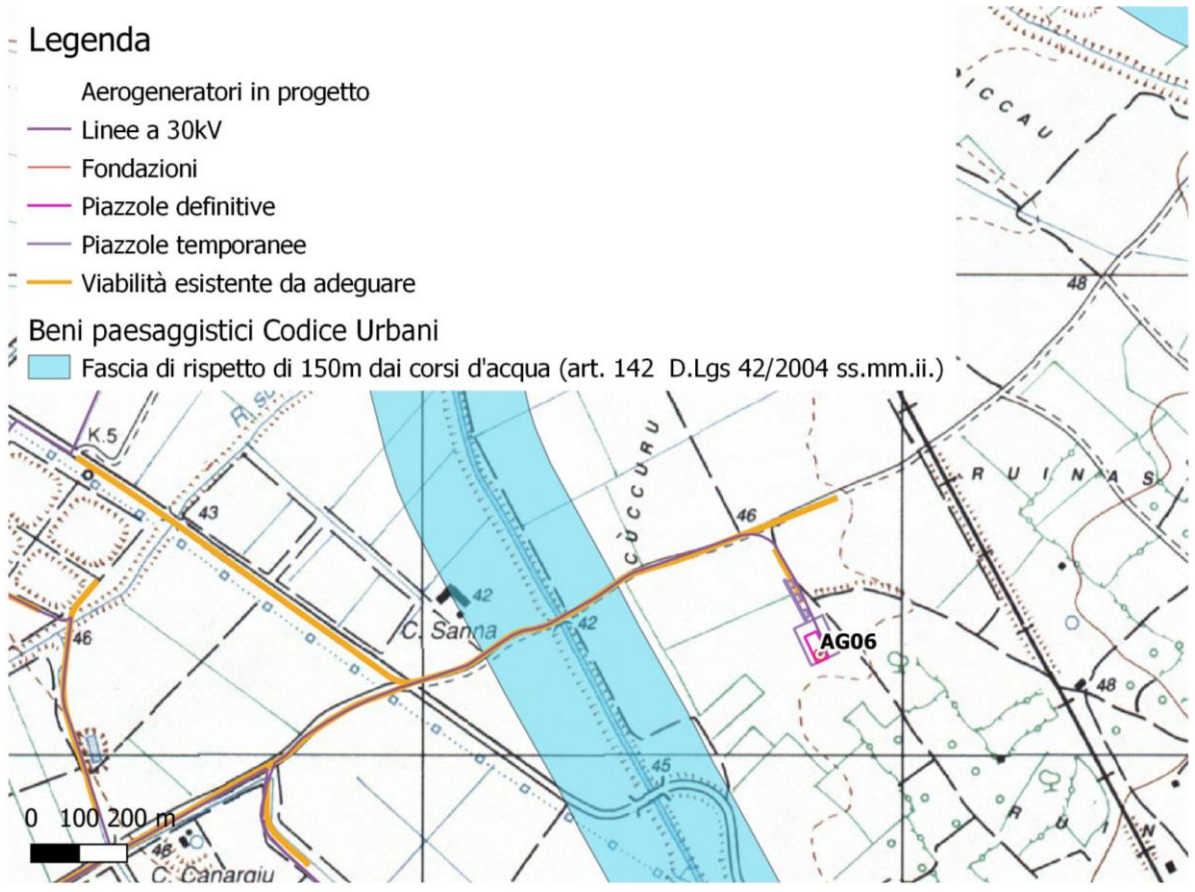 Legenda
Aerogeneratori in progetto
Linee a 30kV
Fondazioni
Piazzole definitive
Piazzole temporanee
Viabilità esistente da adeguare
Beni paesaggistici Codice Urbani
Fascia di rispetto di 150m dai corsi d'acqua (art. 142 D.Lgs 42/2004 ss.mm.ii.)
48
K.5
CÙCCURU
RUINAS
43
46
42
42
C. Sanna
46
AG06
48
45
0 100 200 m
46
C. Canargiu